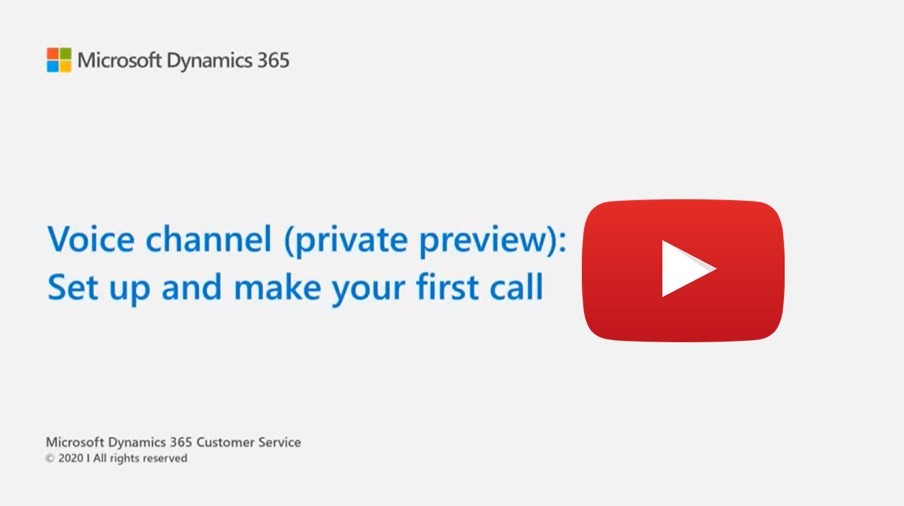 Microsoft Dynamics 365
Voice channel (private preview):
Set up and make your first call
Microsoft Dynamics 365 Customer Service
© 2020 I All rights reserved